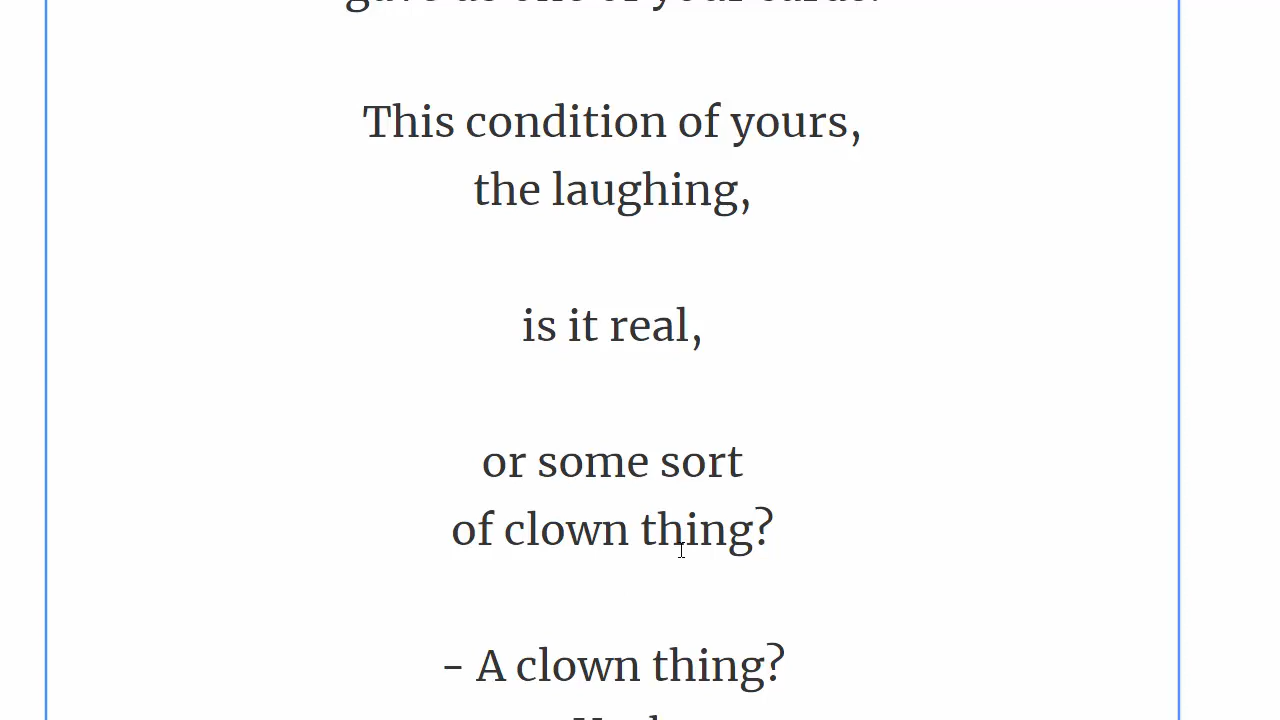 This condition of yours,
the laughing,
is it real,
or some sort
of clown thing?
- A clown thing?